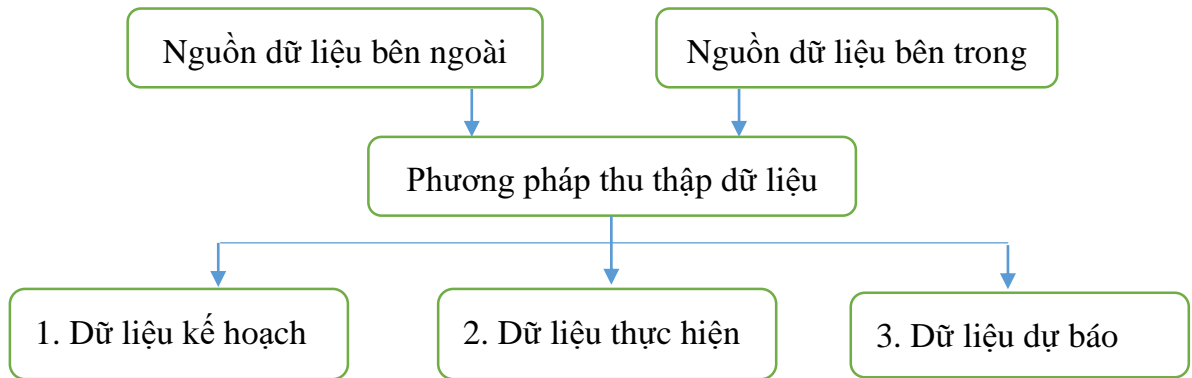 Nguồn dữ liệu bên ngoài
Nguồn dữ liệu bên trong
Phương pháp thu thập dữ liệu
1. Dữ liệu kế hoạch
2. Dữ liệu thực hiện
3. Dữ liệu dự báo